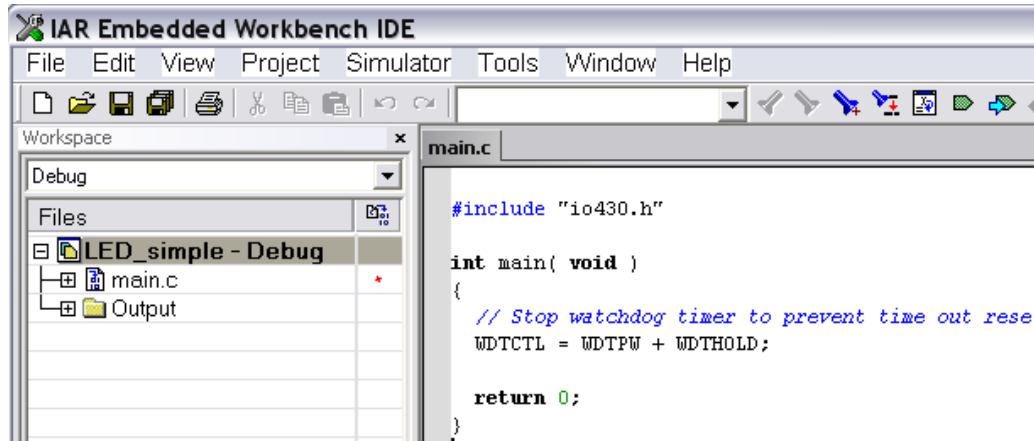 IAR Embedded Workbench IDE
File Edit View Project Simulator Tools Window Help
Workspace
Debug
Files
LED_simple - Debug
main.c
Output
main.c
#include "io430.h"
int main( void )
{
// Stop watchdog timer to prevent time out rese
WDTCTL = WDTPW + WDTHOLD;
return 0;
}